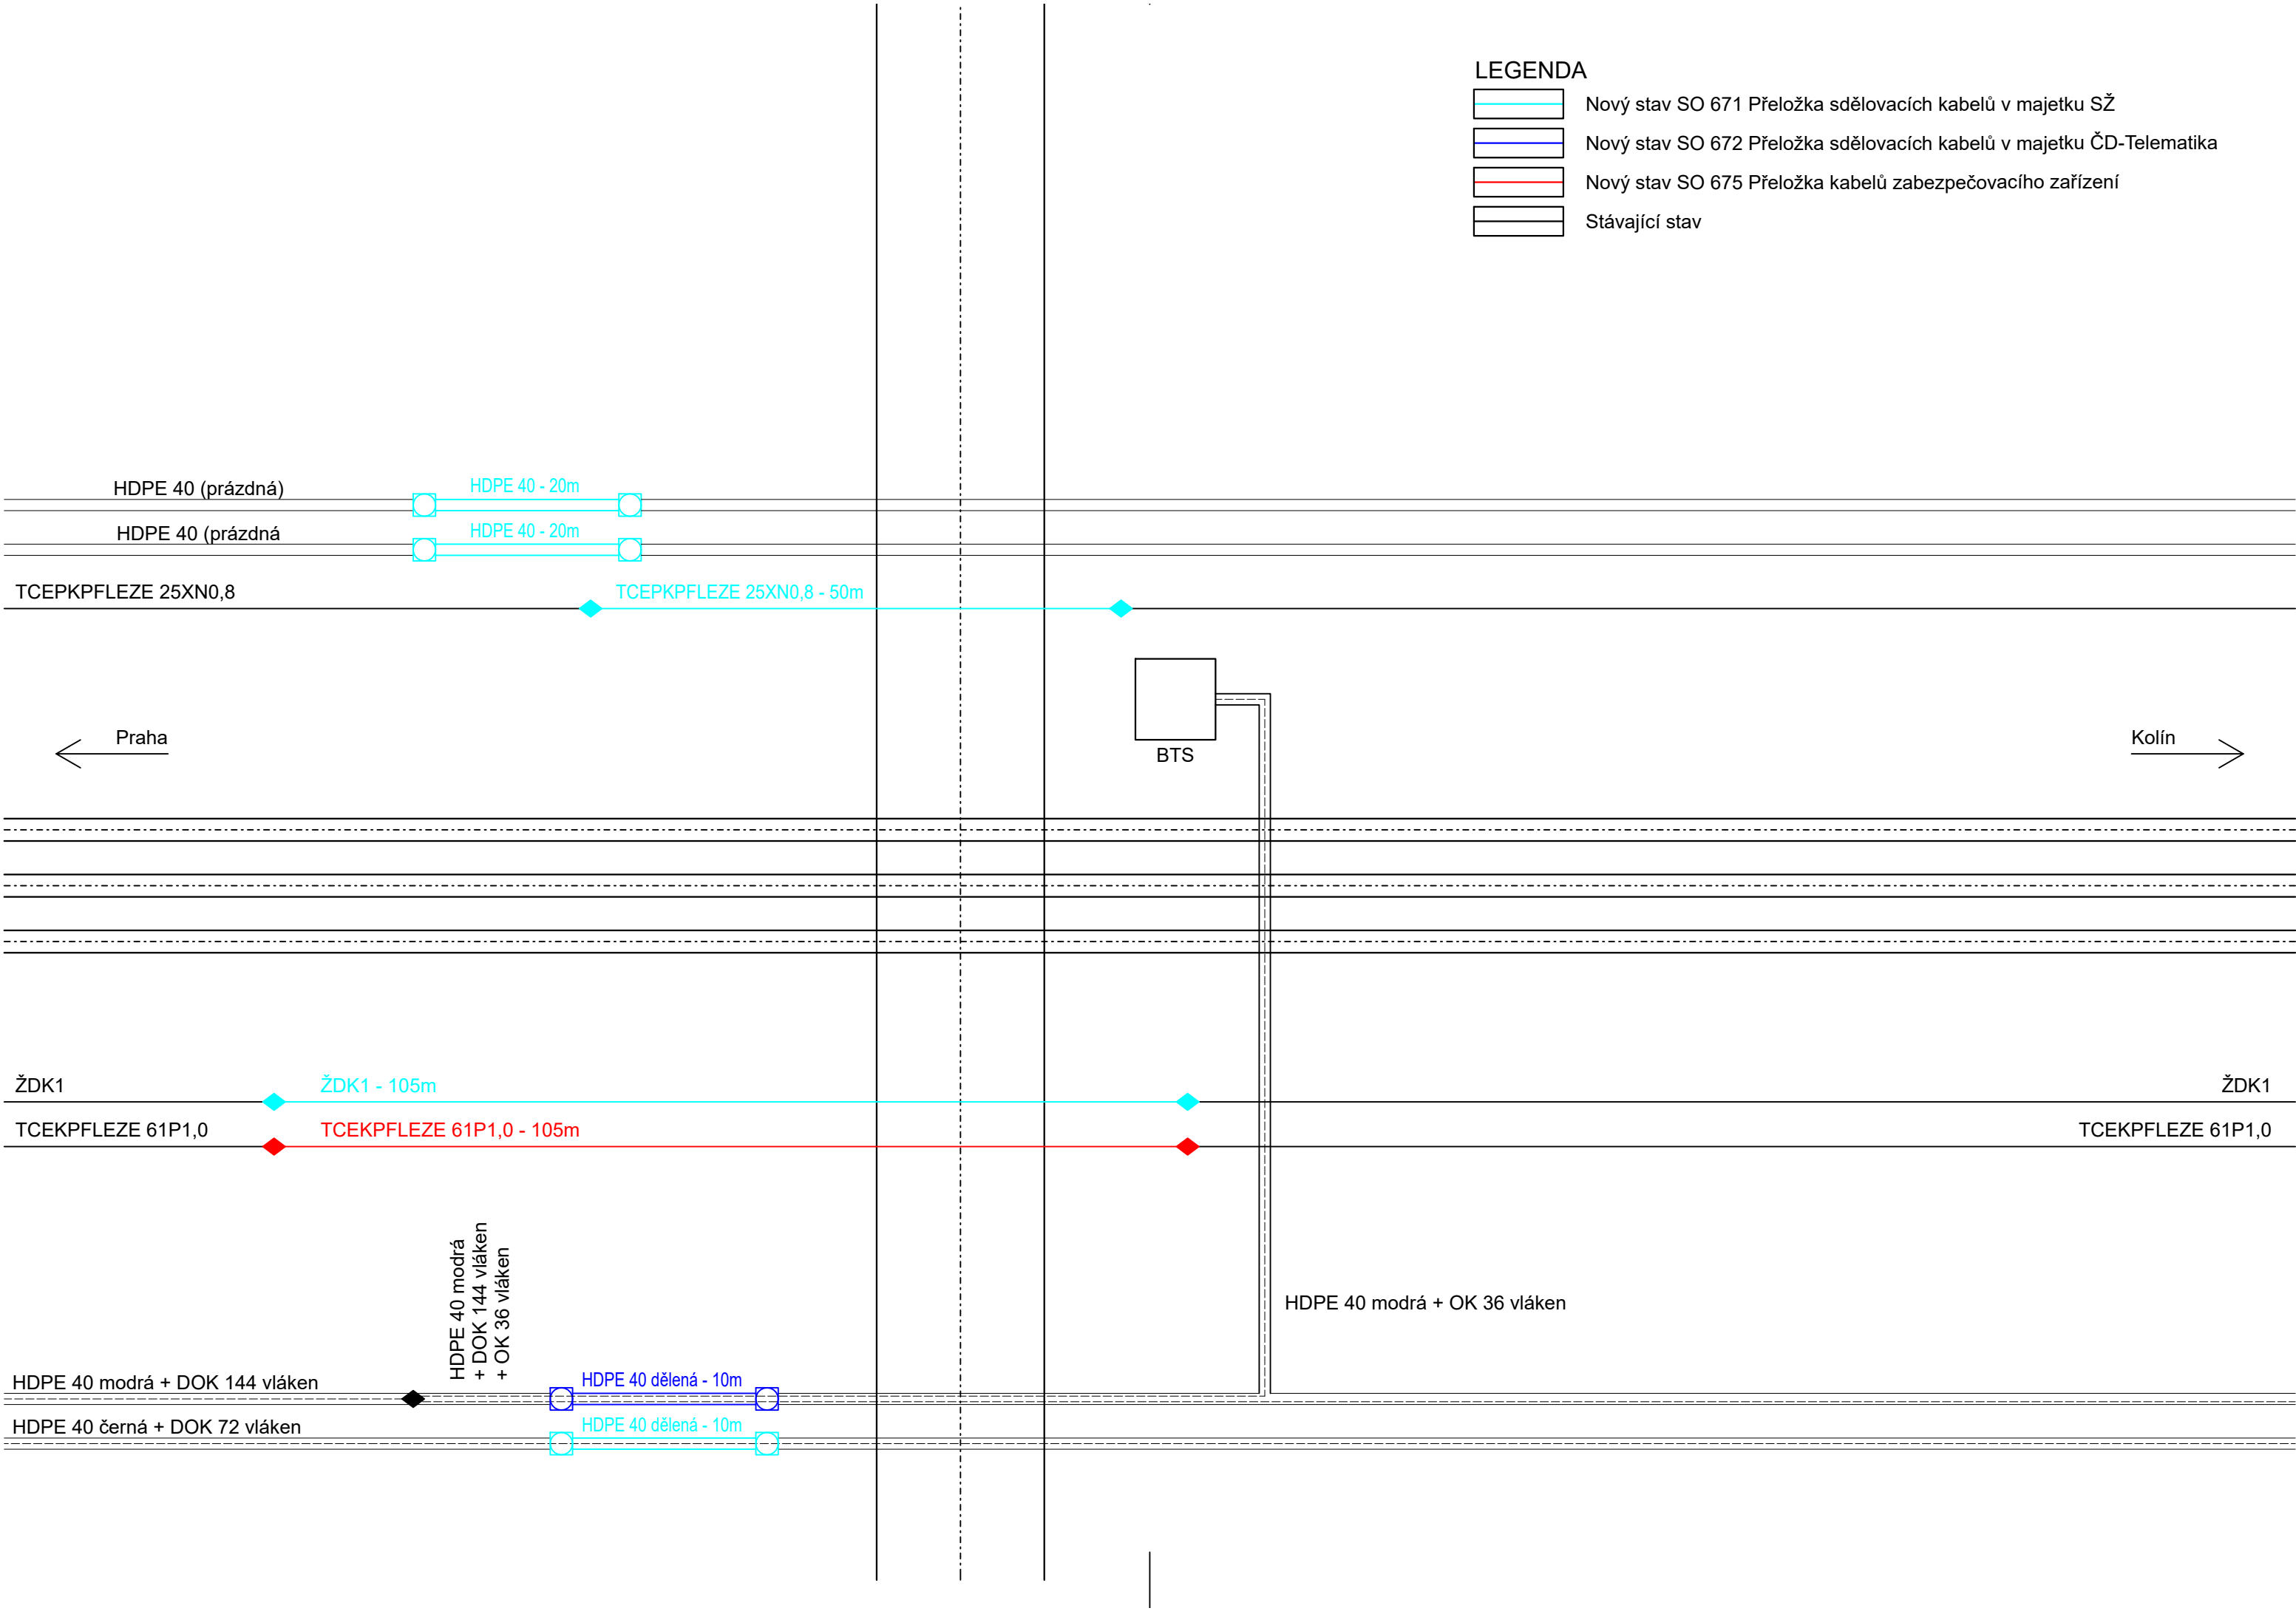 LEGENDA
Nový stav SO 671 Přeložka sdělovacích kabelů v majetku SŽ
Nový stav SO 672 Přeložka sdělovacích kabelů v majetku ČD-Telematika
Nový stav SO 675 Přeložka kabelů zabezpečovacího zařízení
Stávající stav
HDPE 40 (prázdná)
HDPE 40 - 20m
HDPE 40 (prázdná
HDPE 40 - 20m
TCEPKPFLEZE 25XN0,8
TCEPKPFLEZE 25XN0,8 - 50m
Praha
BTS
Kolín
ŽDK1
ŽDK1 - 105m
ŽDK1
TCEKPFLEZE 61P1,0
TCEKPFLEZE 61P1,0 - 105m
TCEKPFLEZE 61P1,0
HDPE 40 modrá
+ DOK 144 vláken
+ OK 36 vláken
HDPE 40 modrá + OK 36 vláken
HDPE 40 modrá + DOK 144 vláken
HDPE 40 dělená - 10m
HDPE 40 černá + DOK 72 vláken
HDPE 40 dělená - 10m